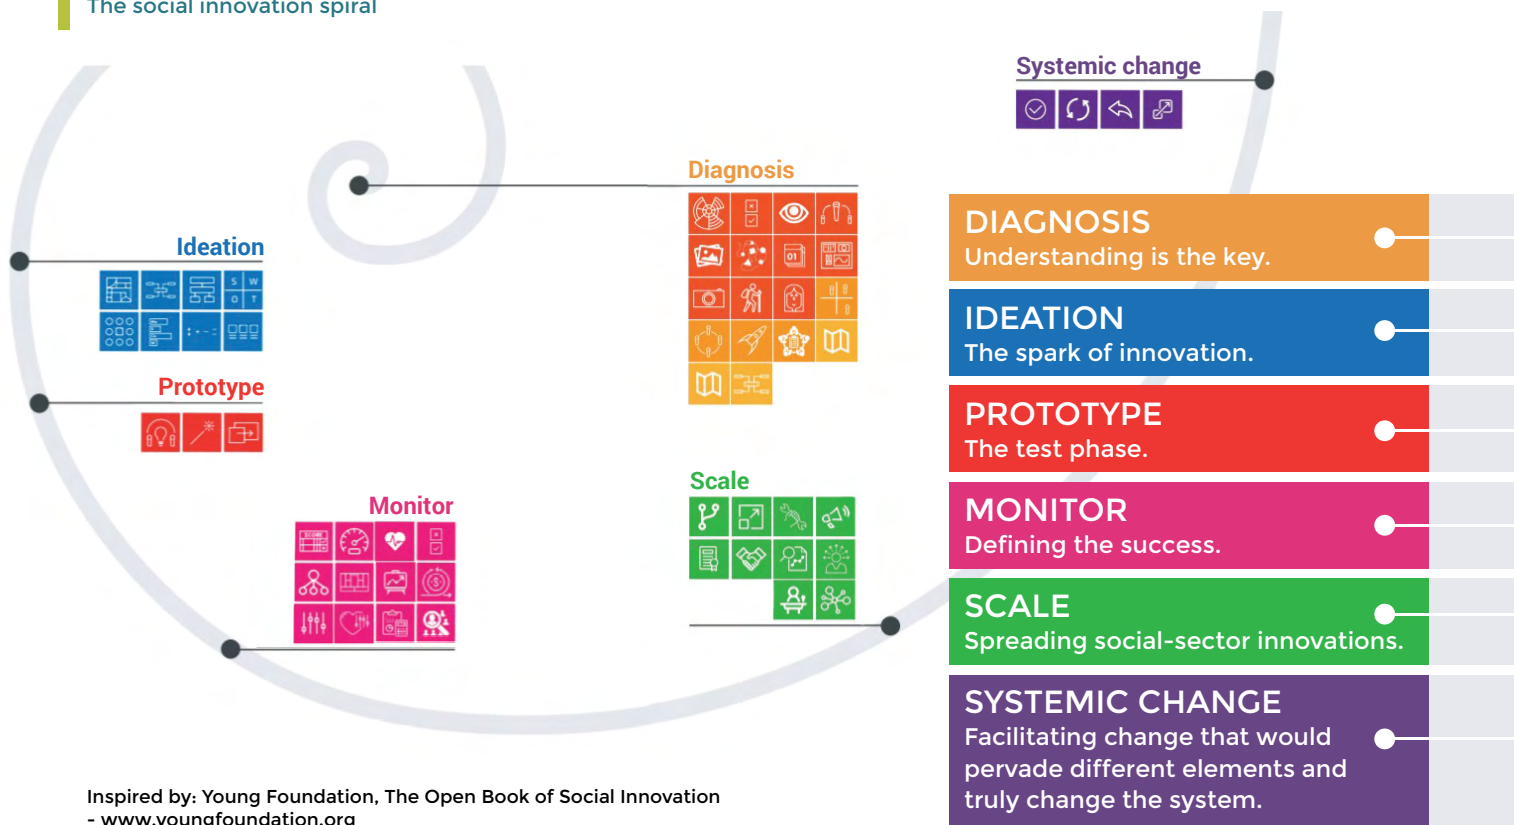 The social innovation spiral
Systemic change
Diagnosis
Ideation
S W
O T
01
Prototype
Scale
Monitor
SCORE
DIAGNOSIS
Understanding is the key.
IDEATION
The spark of innovation.
PROTOTYPE
The test phase.
MONITOR
Defining the success.
SCALE
Spreading social-sector innovations.
SYSTEMIC CHANGE
Facilitating change that would
pervade different elements and
truly change the system.
Inspired by: Young Foundation, The Open Book of Social Innovation
- www.youngfoundation.org